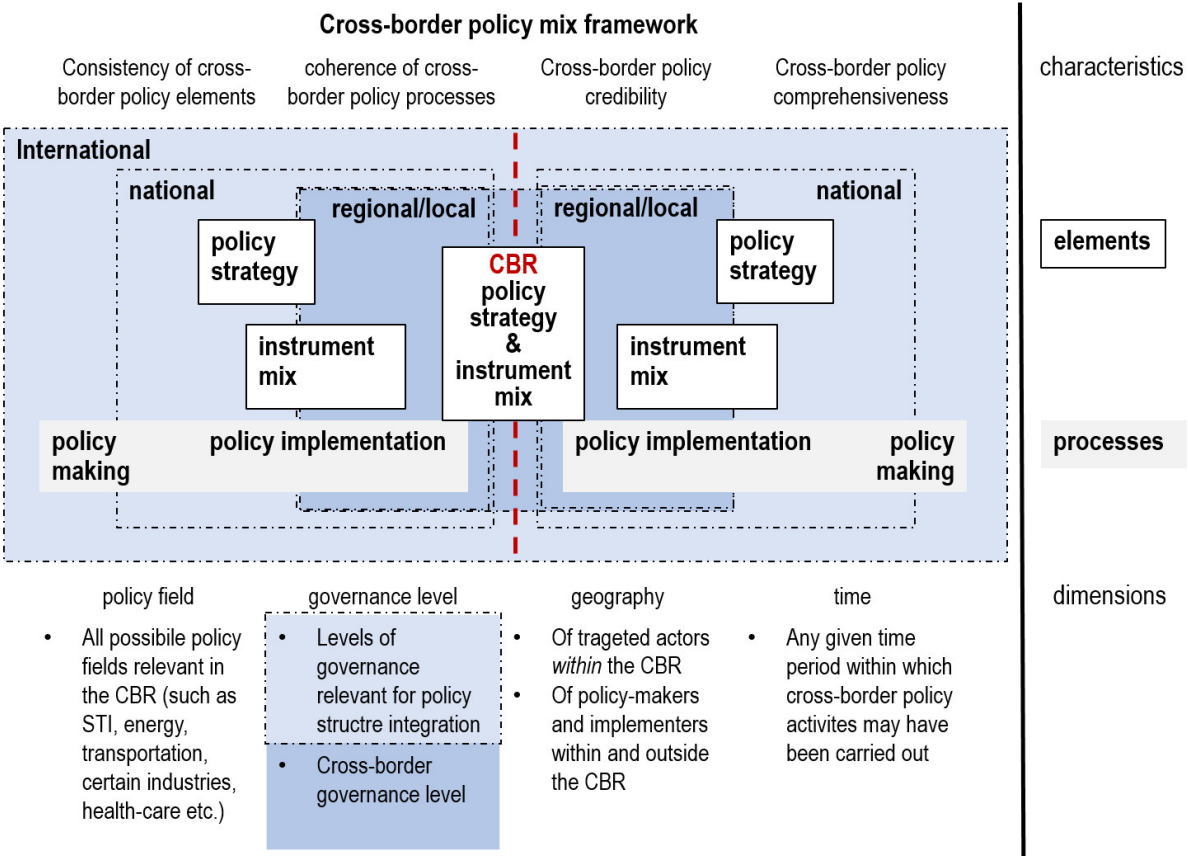 Cross-border policy mix framework
Consistency of cross-
border policy elements
coherence of cross-
border policy processes
Cross-border policy
credibility
Cross-border policy
comprehensiveness
characteristics
International
national
regional/local
regional/local
national
policy
strategy
CBR
policy
strategy
&
instrument
mix
policy
strategy
elements
instrument
mix
instrument
mix
policy
making
policy implementation
policy implementation
policy
making
processes
policy field
governance level
geography
time
dimensions
• All possibile policy
fields relevant in
the CBR (such as
STI, energy,
transportation,
certain industries,
health-care etc.)
• Levels of
governance
relevant for policy
structre integration
• Cross-border
governance level
• Of trageted actors
within the CBR
• Of policy-makers
and implementers
within and outside
the CBR
• Any given time
period within which
cross-border policy
activites may have
been carried out